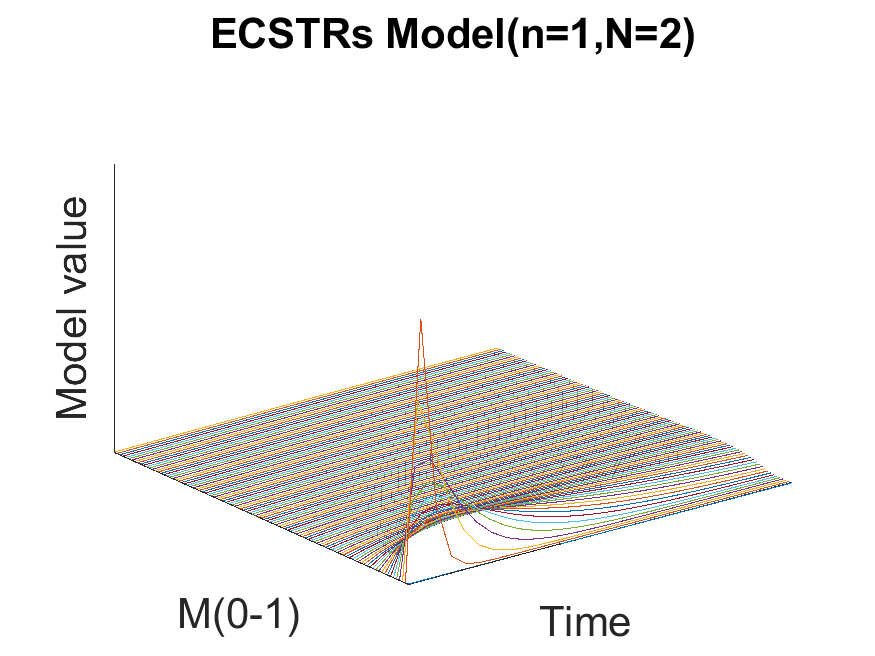 ECSTRs Model(n=1,N=2)
Model value
M(0-1)
Time